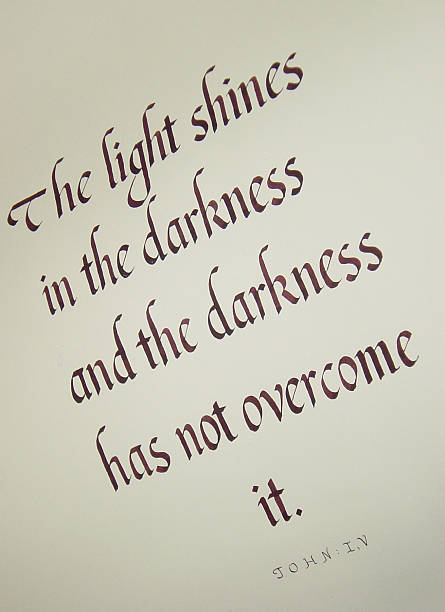 The light shines
in the darkness
and the darkness
has not overcome
it.
JOHN:I,V